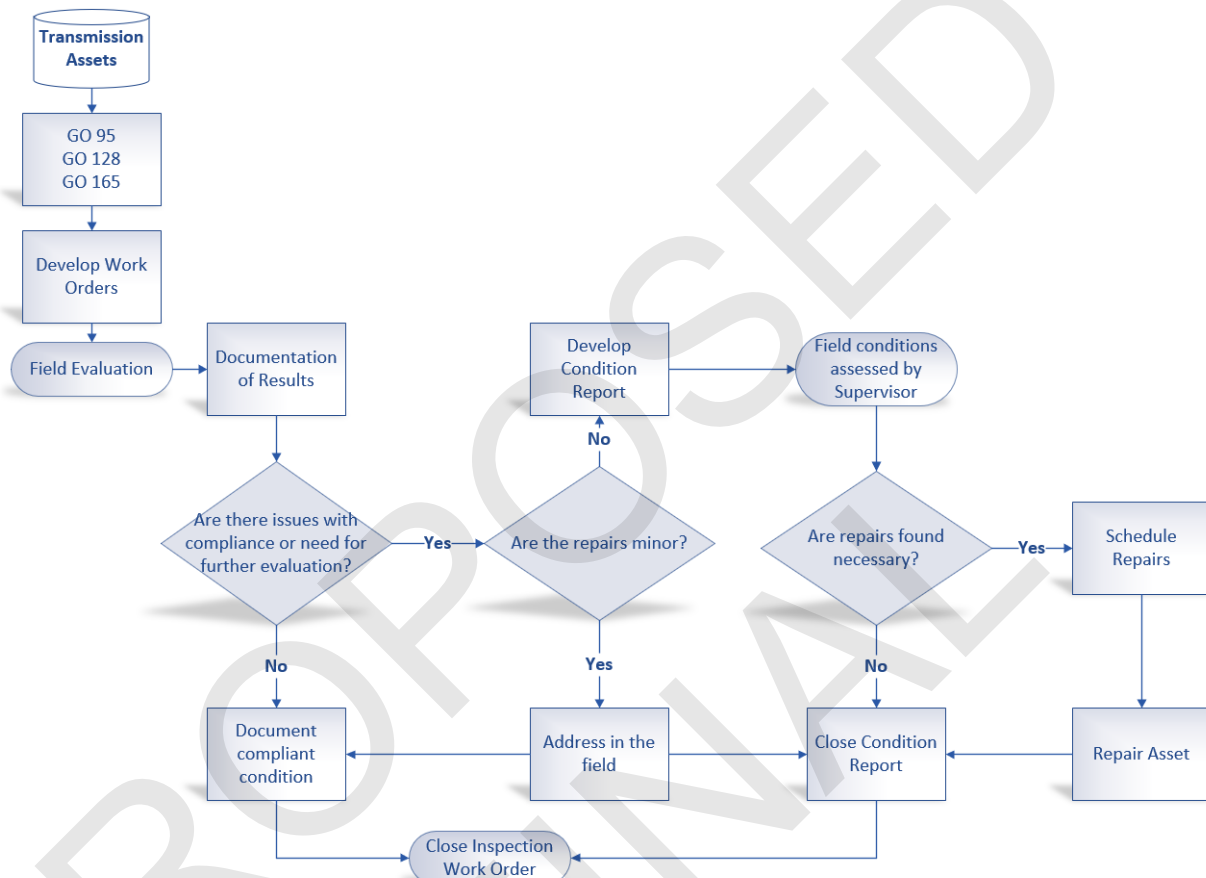 Transmission
Assets
GO 95
GO 128
GO 165
Develop Work
Orders
Field Evaluation
Documentation
of Results
Develop
Condition
Report
Field conditions
assessed by
Supervisor
No
Are there issues with
compliance or need for
further evaluation?
Yes
Are the repairs minor?
Are repairs found
necessary?
Yes
Schedule
Repairs
No
Yes
No
Document
compliant
condition
Address in the
field
Close Condition
Report
Repair Asset
Close Inspection
Work Order
ROPOSED
NAL